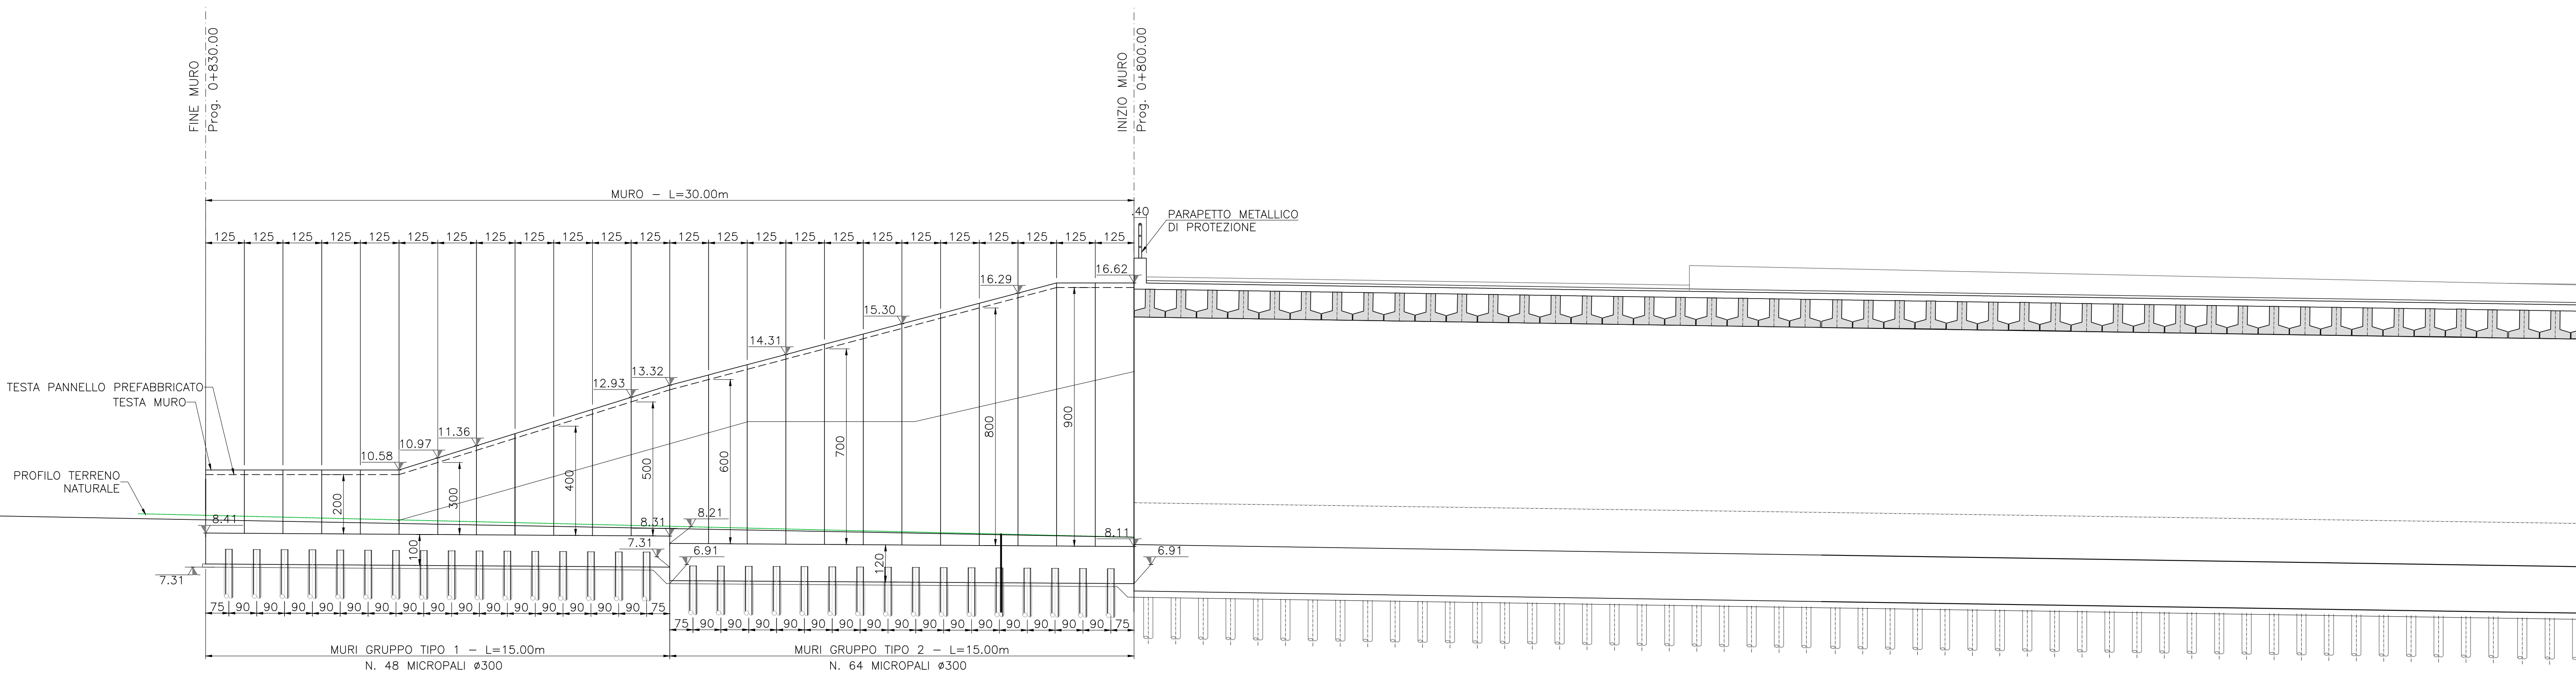 FINE MURO
Prog. 0+830.00
INIZIO MURO
Prog. 0+800.00
MURO - L=30.00m
.40
PARAPETTO METALLICO
DI PROTEZIONE
125 125 125 125 125 125 125 125 125 125 125 125 125 125 125 125 125 125 125 125 125 125 125 125
16.62
16.29
15.30
14.31
13.32
12.93
11.36
10.97
10.58
TESTA PANNELLO PREFABBRICATO
TESTA MURO
PROFILO TERRENO
NATURALE
200
300
400
500
600
700
800
900
8.41
8.31
8.21
8.11
100
120
7.31
7.31
6.91
6.91
75 90 90 90 90 90 90 90 90 90 90 90 90 90 90 90 75
75 90 90 90 90 90 90 90 90 90 90 90 90 90 90 90 75
MURI GRUPPO TIPO 1 - L=15.00m
N. 48 MICROPALI ø300
MURI GRUPPO TIPO 2 - L=15.00m
N. 64 MICROPALI ø300